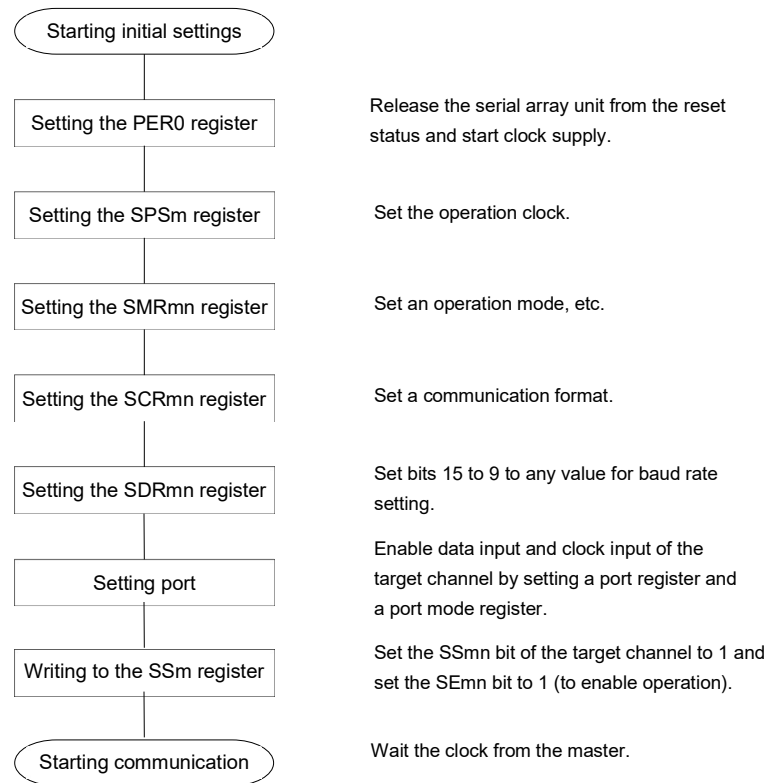 Starting initial settings
Setting the PER0 register
Release the serial array unit from the reset
status and start clock supply.
Setting the SPSm register
Set the operation clock.
Setting the SMRmn register
Set an operation mode, etc.
Setting the SCRmn register
Set a communication format.
Setting the SDRmn register
Set bits 15 to 9 to any value for baud rate
setting.
Setting port
Enable data input and clock input of the
target channel by setting a port register and
a port mode register.
Writing to the SSm register
Set the SSmn bit of the target channel to 1 and
set the SEmn bit to 1 (to enable operation).
Starting communication
Wait the clock from the master.